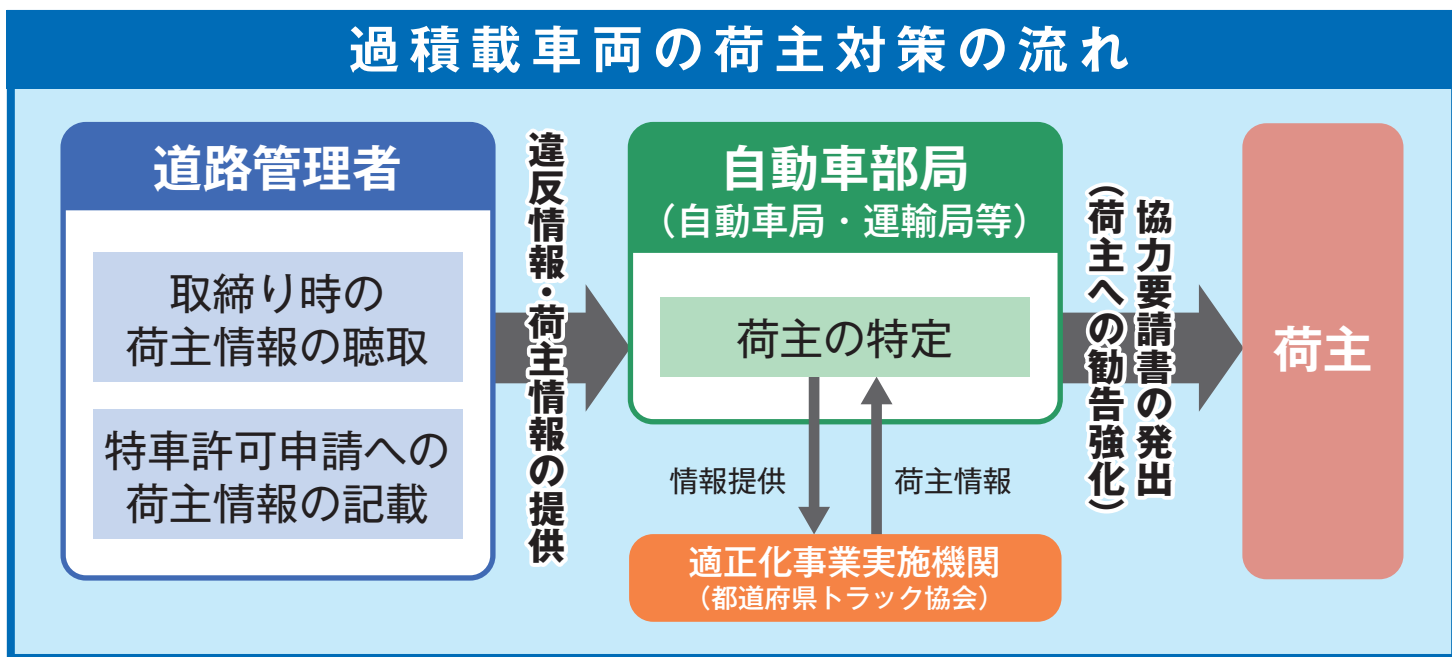 過積載車両の荷主対策の流れ
道路管理者
取締り時の
荷主情報の聴取
特車許可申請への
荷主情報の記載
違反情報・荷主情報の提供
自動車部局
（自動車局・運輸局等）
荷主の特定
情報提供
荷主情報
適正化事業実施機関
（都道府県トラック協会）
協力要請書の発出
（荷主への勧告強化）
荷主